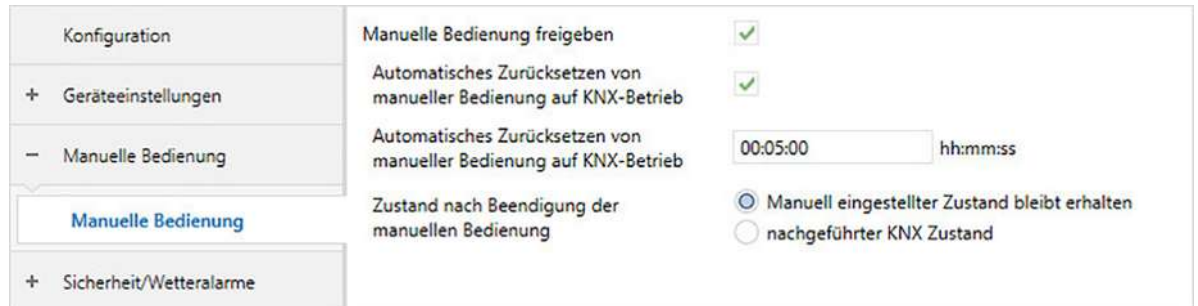 Konfiguration
+ Geräteeinstellungen
− Manuelle Bedienung
Manuelle Bedienung
+ Sicherheit/Wetteralarme
Manuelle Bedienung freigeben
Automatisches Zurücksetzen von
manueller Bedienung auf KNX-Betrieb
Automatisches Zurücksetzen von
manueller Bedienung auf KNX-Betrieb
00:05:00 hh:mm:ss
Zustand nach Beendigung der
manuellen Bedienung
Manuell eingestellter Zustand bleibt erhalten
nachgeführter KNX Zustand